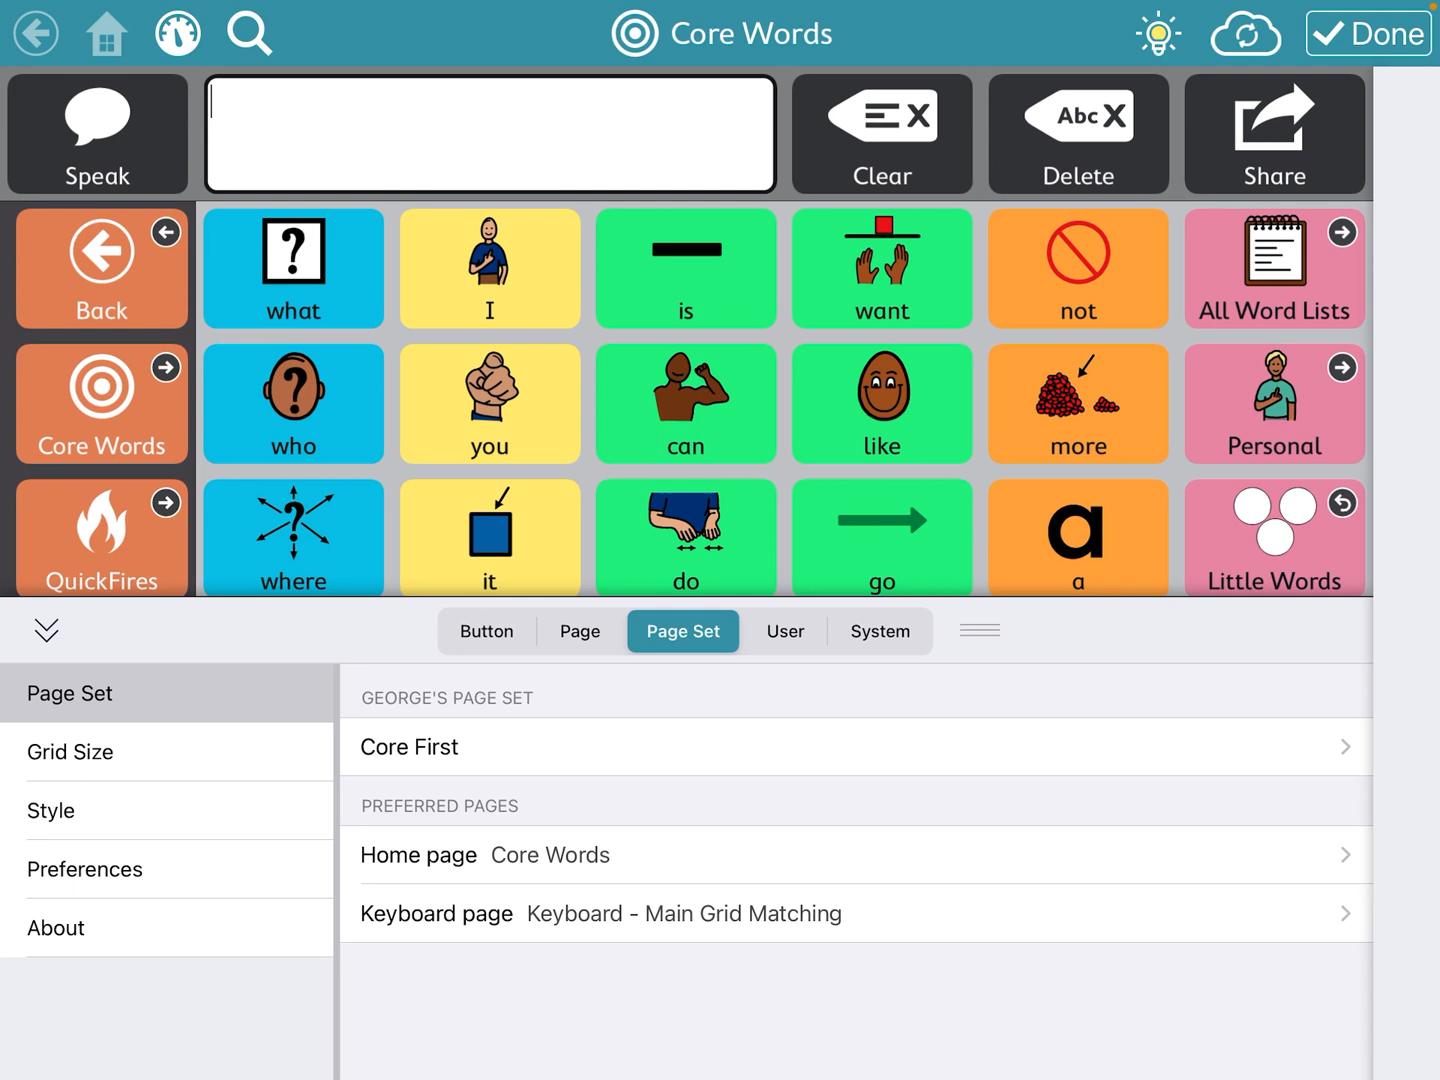 Core Words
Done
Speak
Clear
Abc X
Delete
Share
Back
?
what
I
is
want
not
All Word Lists
Core Words
?
who
you
can
like
more
Personal
QuickFires
?
where
it
do
go
a
a
Little Words
Button
Page
Page Set
User
System
Page Set
Grid Size
Style
Preferences
About
GEORGE'S PAGE SET
Core First
PREFERRED PAGES
Home page Core Words
Keyboard page Keyboard - Main Grid Matching